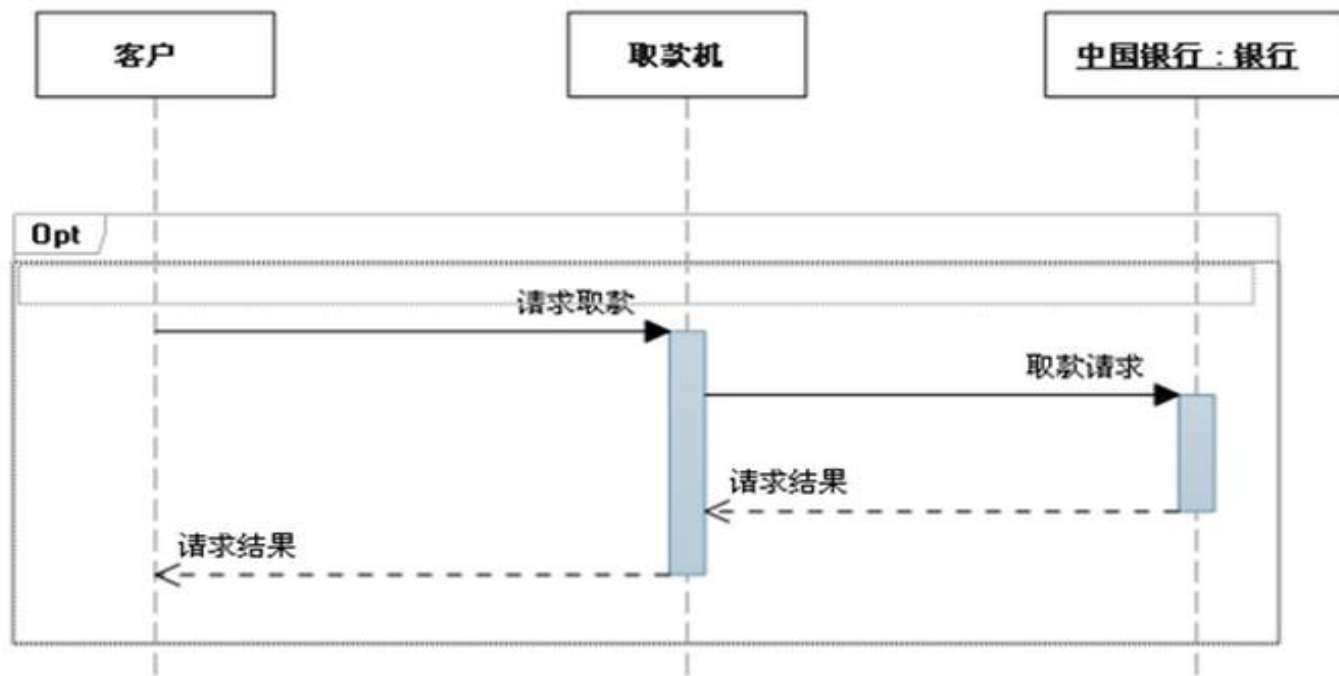 客户
取款机
中国银行：银行
Opt
请求取款
取款请求
请求结果
请求结果